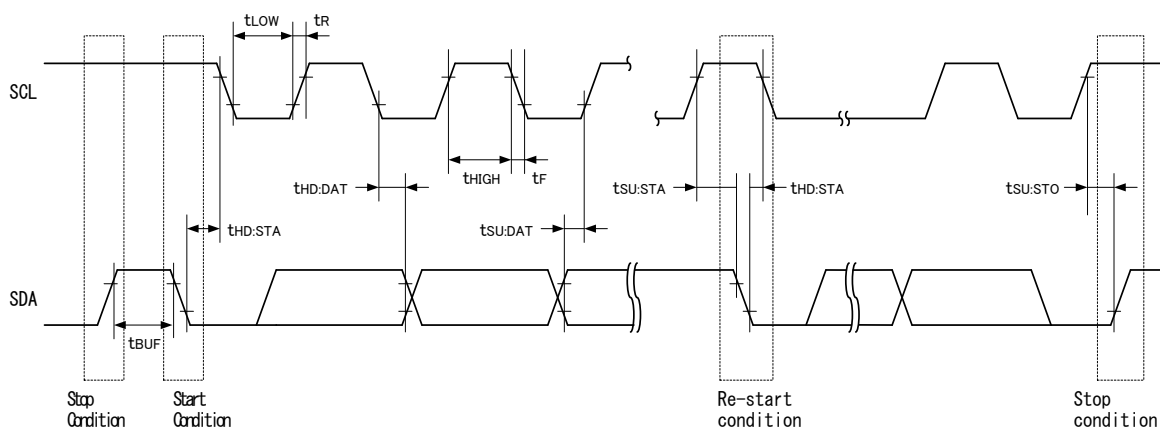 tLOW
tR
SCL
tHD:DAT
tHIGH
tF
tSU:STA
tHD:STA
tSU:STO
tHD:STA
tSU:DAT
SDA
tBUF
Stop
Condition
Start
Condition
Re-start
condition
Stop
condition